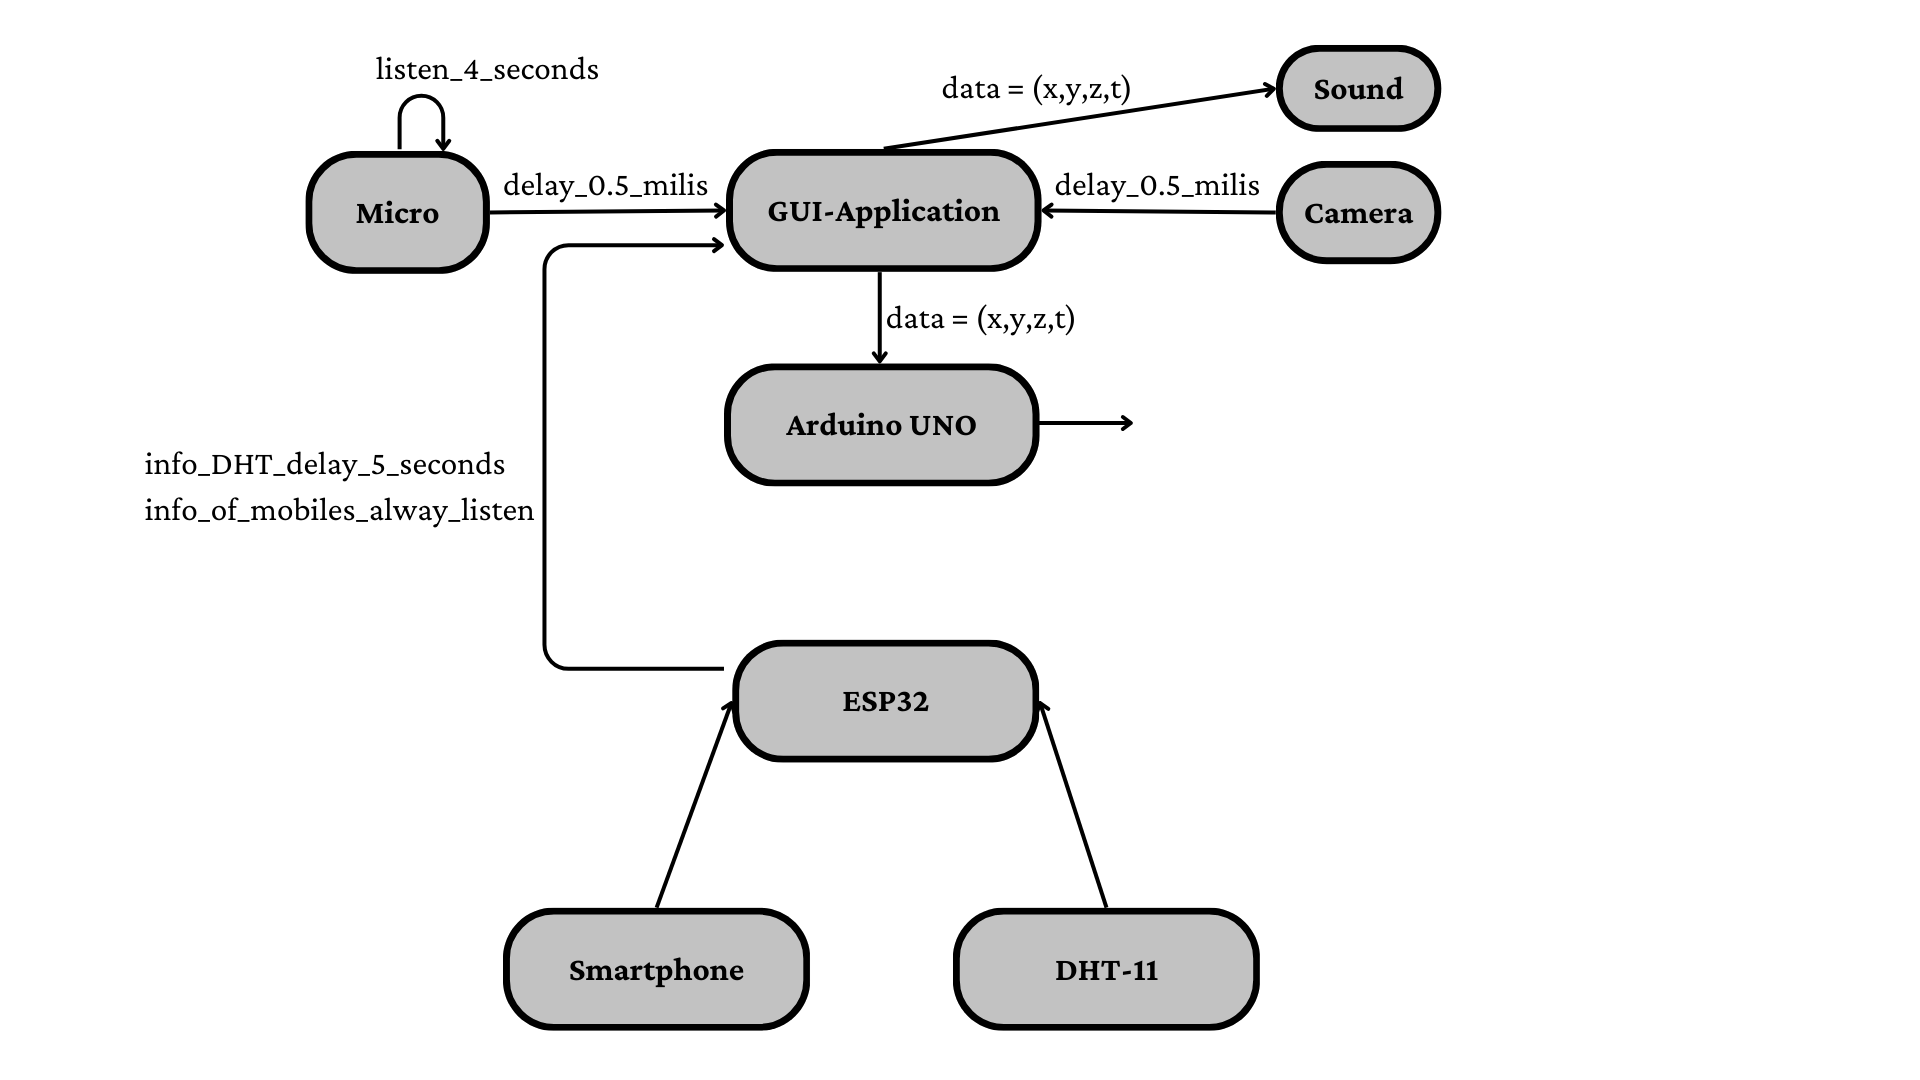 listen_4_seconds
data = (x,y,z,t)
Sound
Micro
delay_0.5_milis
GUI-Application
delay_0.5_milis
Camera
data = (x,y,z,t)
Arduino UNO
info_DHT_delay_5_seconds
info_of_mobiles_alway_listen
ESP32
Smartphone
DHT-11